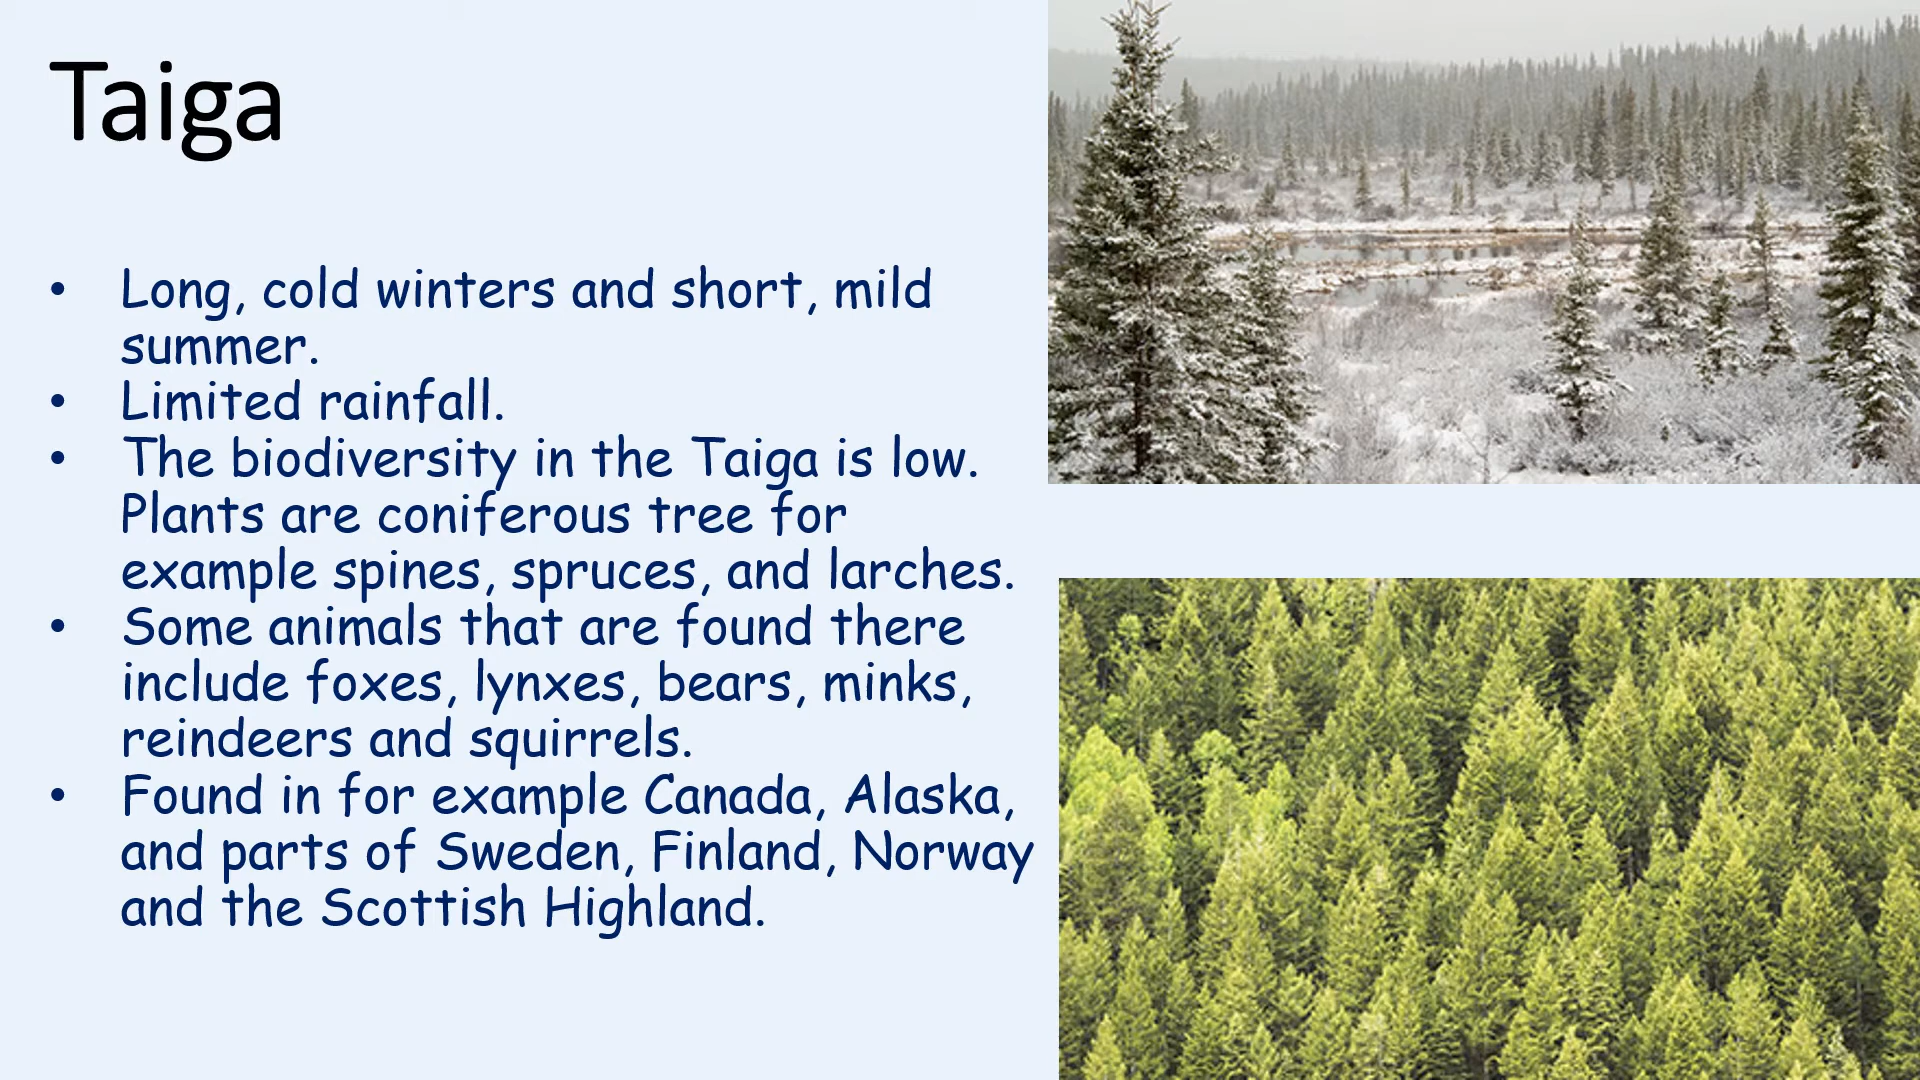 Taiga
• Long, cold winters and short, mild
summer.
• Limited rainfall.
• The biodiversity in the Taiga is low.
Plants are coniferous tree for
example spines, spruces, and larches.
• Some animals that are found there
include foxes, lynxes, bears, minks,
reindeers and squirrels.
• Found in for example Canada, Alaska,
and parts of Sweden, Finland, Norway
and the Scottish Highland.